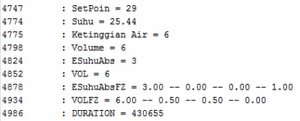 4747 : SetPoin = 29
4774 : Suhu = 25.44
4775 : Ketinggian Air = 6
4798 : Volume = 6
4824 : ESuhuAbs = 3
4852 : VOL = 6
4878 : ESuhuAbsFZ = 3.00 -- 0.00 -- 0.00 -- 1.00
4934 : VOLFZ = 6.00 -- 0.50 -- 0.50 -- 0.00
4986 : DURATION = 430655